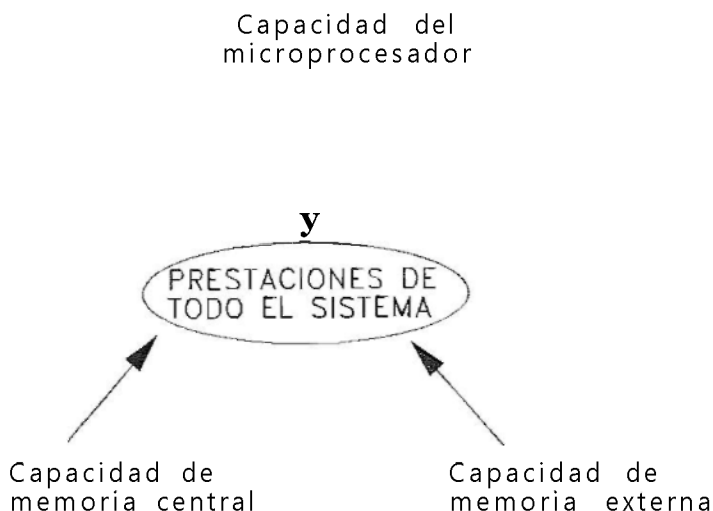 Capacidad del
microprocesador
y
PRESTACIONES DE
TODO EL SISTEMA
Capacidad de
memoria central
Capacidad de
memoria externa